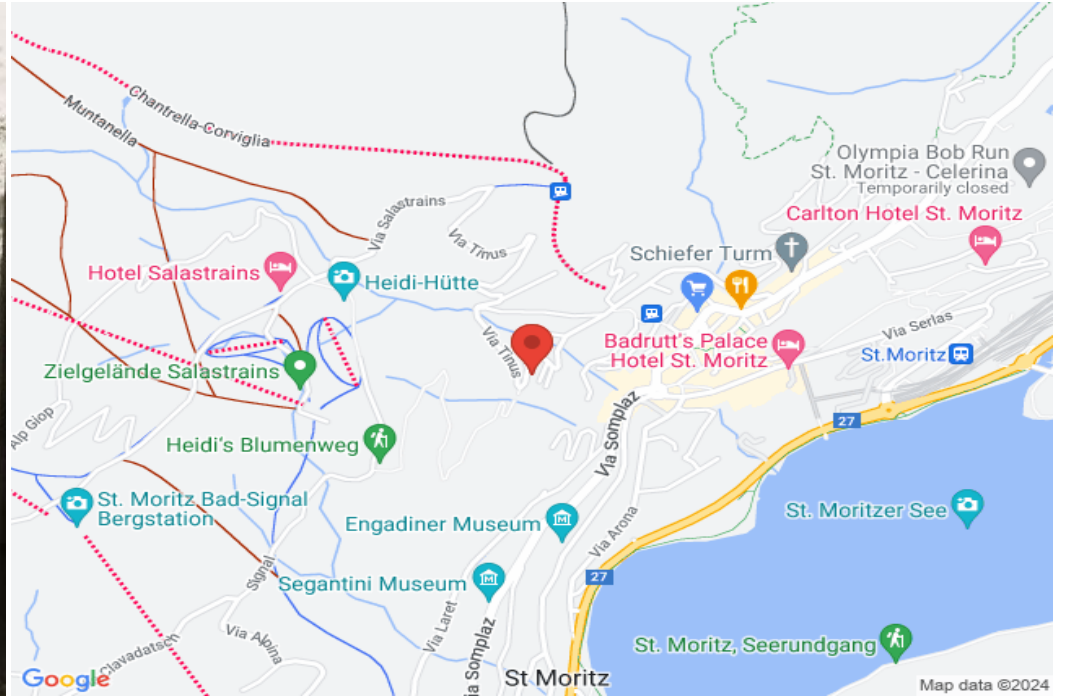 Chantrella-Corviglia
Muntanella
Olympia Bob Run
St. Moritz - Celerina
Temporarily closed
Via Salastrains
Carlton Hotel St. Moritz
Via Tinus
Schiefer Turm
Hotel Salastrains
Heidi-Hütte
Via Serlas
Via Tinus
Badrutt's Palace
Hotel St. Moritz
St.Moritz
Zielgelände Salastrains
Alp Giop
27
Via Somplaz
Heidi's Blumenweg
St. Moritz Bad-Signal
Bergstation
St. Moritzer See
Engadiner Museum
Via Arona
Signal
27
Segantini Museum
Via Laret
Via Alpina
St. Moritz, Seerundgang
Clavadatsch
Via Somplaz
St Moritz
Google
Map data ©2024